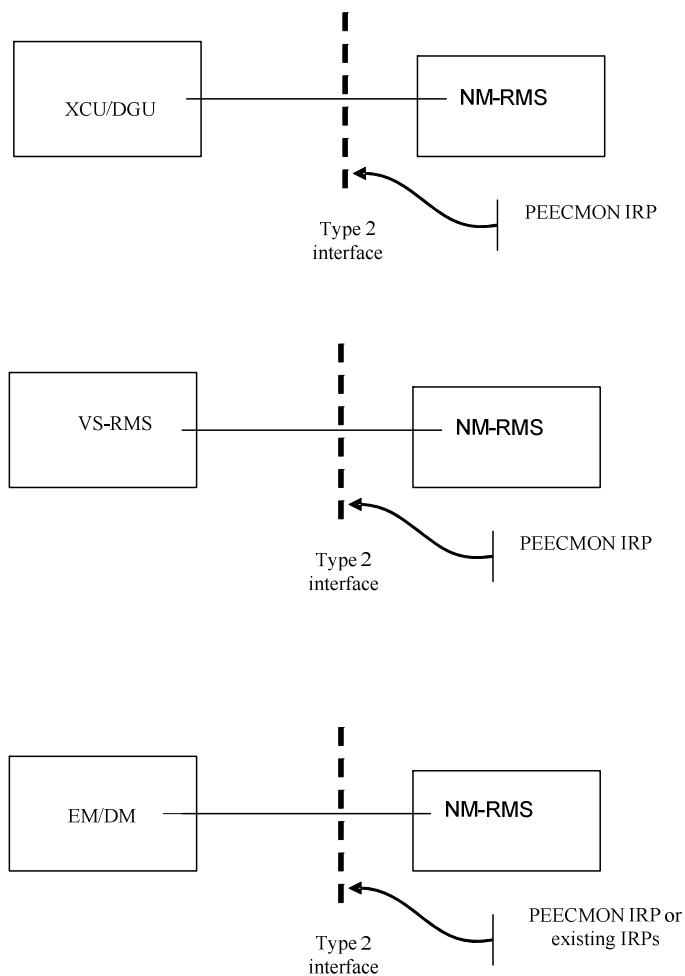 XCU/DGU
NM-RMS
PEECMON IRP
Type 2
interface
VS-RMS
NM-RMS
PEECMON IRP
Type 2
interface
EM/DM
NM-RMS
PEECMON IRP or
existing IRPs
Type 2
interface